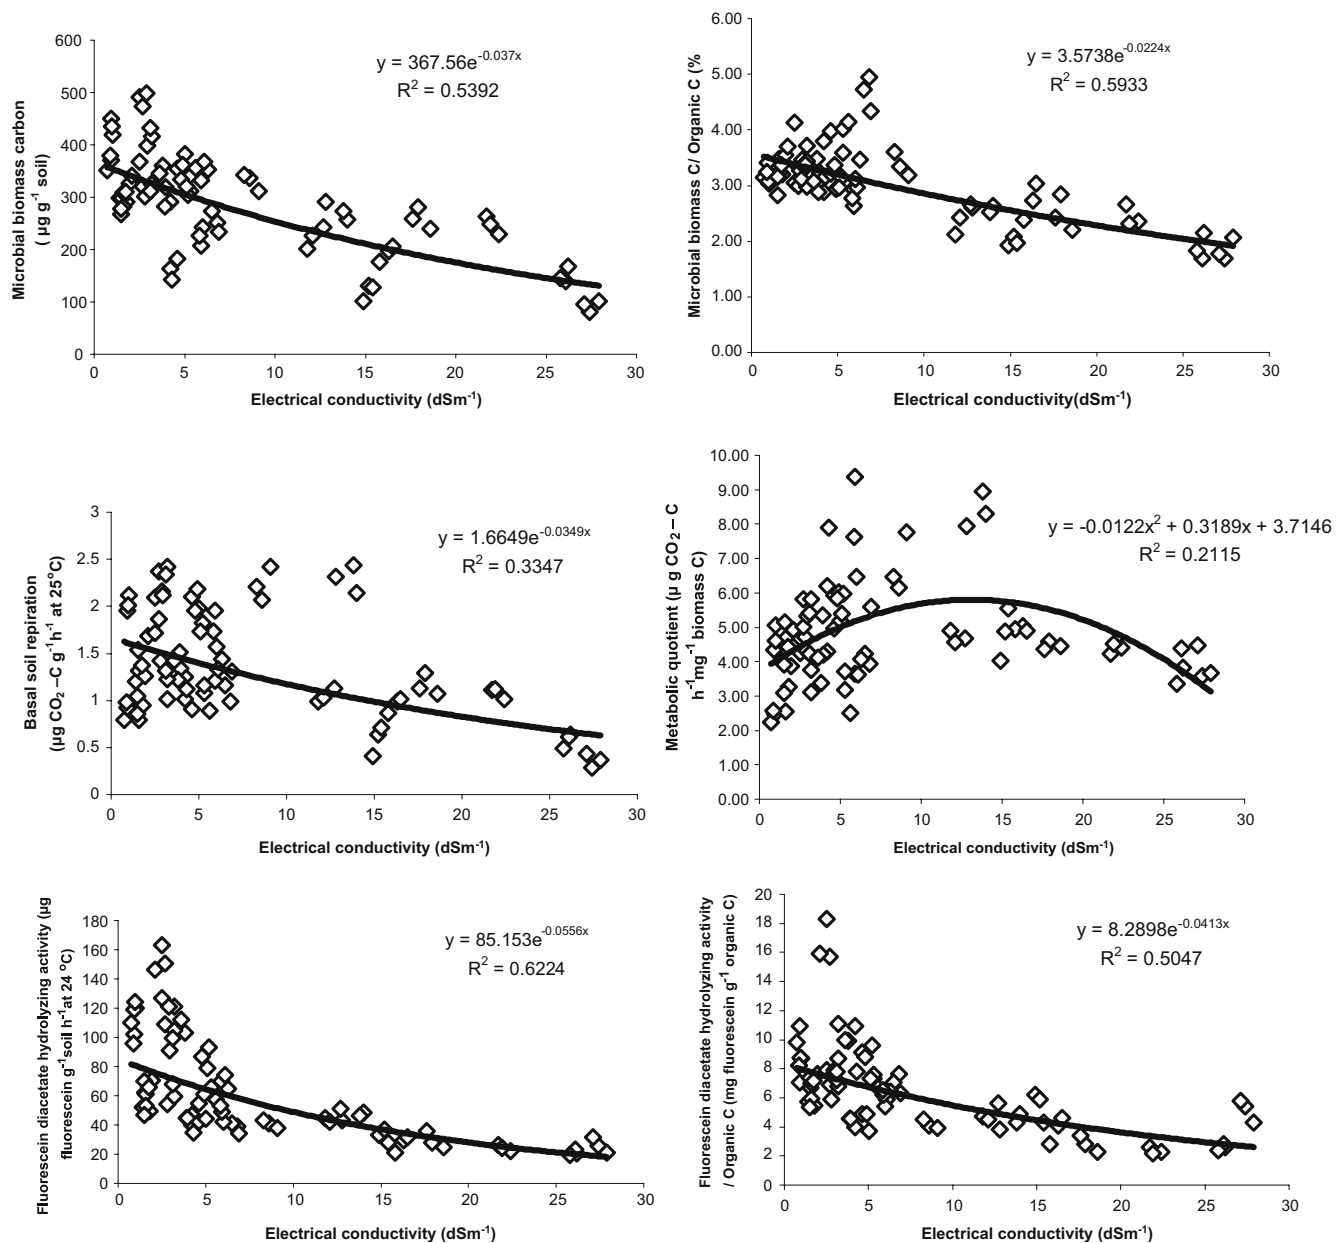 600
500
400
300
200
100
0
0 5 10 15 20 25 30
Microbial biomass carbon
( µg g-1 soil)
y = 367.56e-0.037x
R2 = 0.5392
Electrical conductivity (dSm-1)
6.00
5.00
4.00
3.00
2.00
1.00
0.00
0 5 10 15 20 25 30
Microbial biomass C/ Organic C (%
y = 3.5738e-0.0224x
R2 = 0.5933
Electrical conductivity(dSm-1)
3
2.5
2
1.5
1
0.5
0
0 5 10 15 20 25 30
Basal soil repiration
(µg CO2 –C g-1h-1 at 25°C)
y = 1.6649e-0.0349x
R2 = 0.3347
Electrical conductivity (dSm-1)
10.00
9.00
8.00
7.00
6.00
5.00
4.00
3.00
2.00
1.00
0.00
0 5 10 15 20 25 30
Metabolic quotient (µ g CO2 – C
h-1mg-1 biomass C)
y = -0.0122x2 + 0.3189x + 3.7146
R2 = 0.2115
Electrical conductivity (dSm-1)
180
160
140
120
100
80
60
40
20
0
0 5 10 15 20 25 30
Fluorescein diacetate hydrolyzing activity (µg
fluorescein g-1soil h-1at 24 °C)
y = 85.153e-0.0556x
R2 = 0.6224
Electrical conductivity (dSm-1)
20
18
16
14
12
10
8
6
4
2
0
0 5 10 15 20 25 30
Fluorescein diacetate hydrolyzing activity
/ Organic C (mg fluorescein g-1 organic C)
y = 8.2898e-0.0413x
R2 = 0.5047
Electrical conductivity (dSm-1)